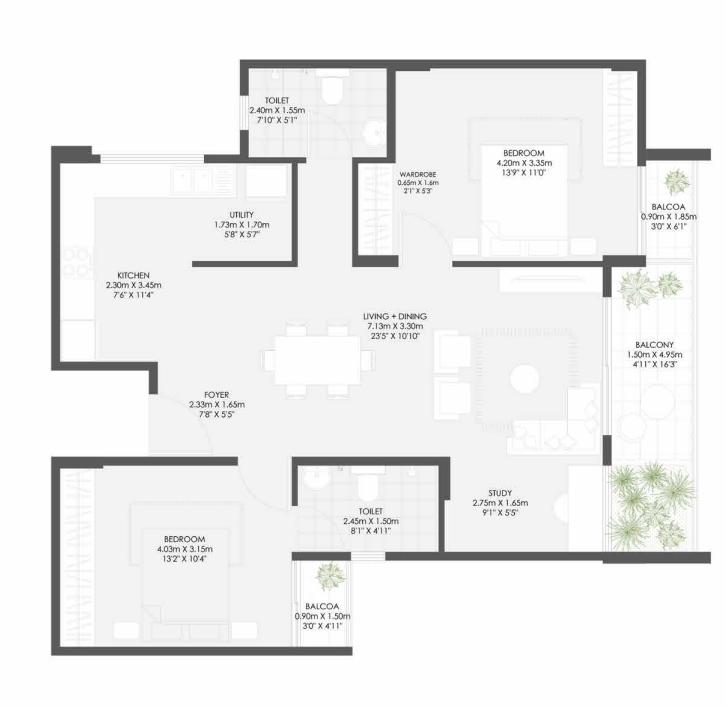 TOILET
2.40m X 1.55m
7'10" X 5'1"
BEDROOM
4.20m X 3.35m
13'9" X 11'0"
WARDROBE
0.65m X 1.6m
2'1" X 5'3"
BALCOA
0.90m X 1.85m
3'0" X 6'1"
UTILITY
1.73m X 1.70m
5'8" X 5'7"
KITCHEN
2.30m X 3.45m
7'6" X 11'4"
LIVING + DINING
7.13m X 3.30m
23'5" X 10'10"
BALCONY
1.50m X 4.95m
4'11" X 16'3"
FOYER
2.33m X 1.65m
7'8" X 5'5"
STUDY
2.75m X 1.65m
9'1" X 5'5"
TOILET
2.45m X 1.50m
8'1" X 4'11"
BEDROOM
4.03m X 3.15m
13'2" X 10'4"
BALCOA
0.90m X 1.50m
3'0" X 4'11"